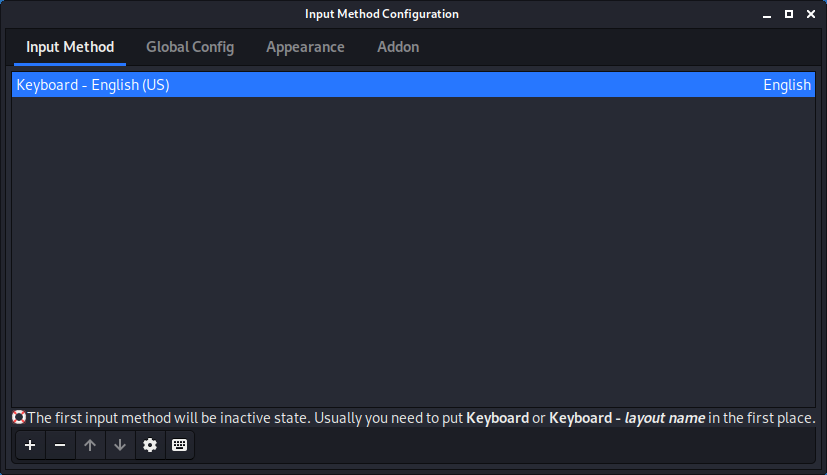 Input Method Configuration
Input Method Global Config Appearance Addon
Keyboard - English (US) English
The first input method will be inactive state. Usually you need to put Keyboard or Keyboard - layout name in the first place.